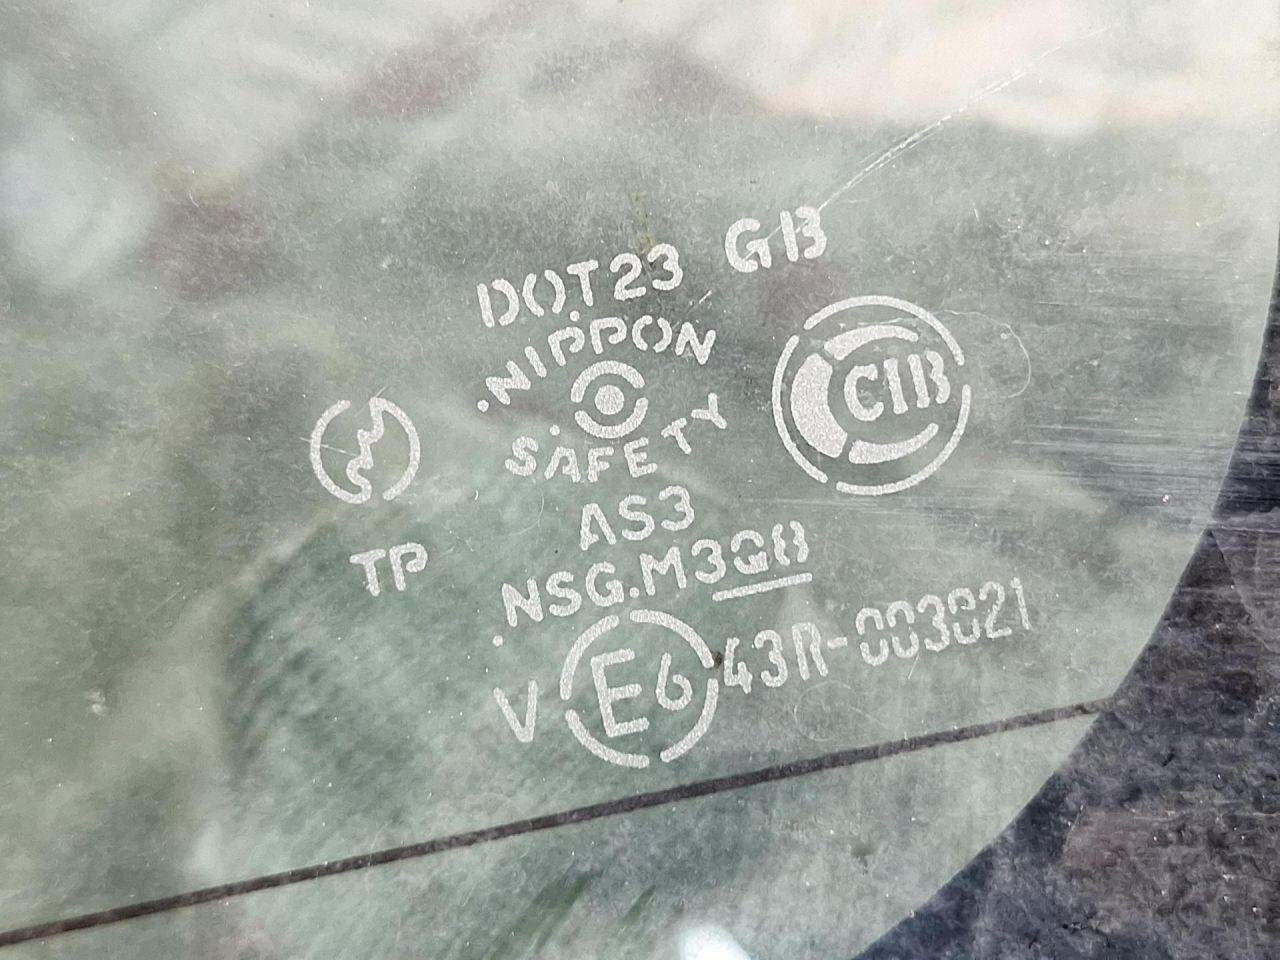 DOT23 GB
.NIPPON.
.SAFETY
CIB
TP
AS3
.NSG.M3Q8
V E6 43R-003021